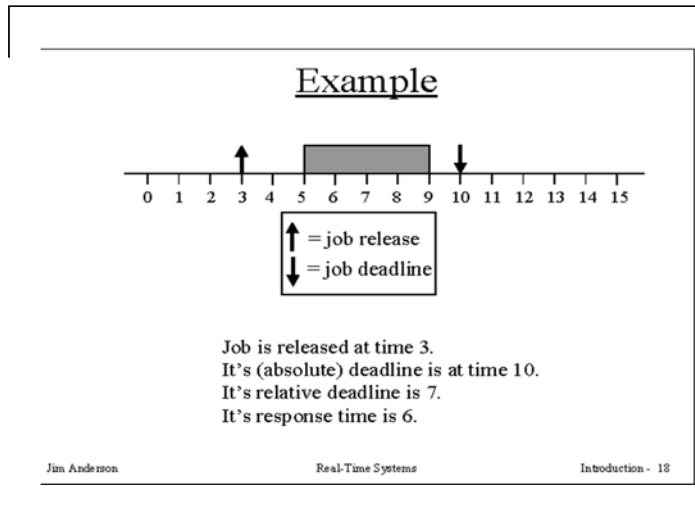 Example
0 1 2 3 4 5 6 7 8 9 10 11 12 13 14 15
= job release
= job deadline
Job is released at time 3.
It's (absolute) deadline is at time 10.
It's relative deadline is 7.
It's response time is 6.
Jim Anderson Real-Time Systems Introduction - 18